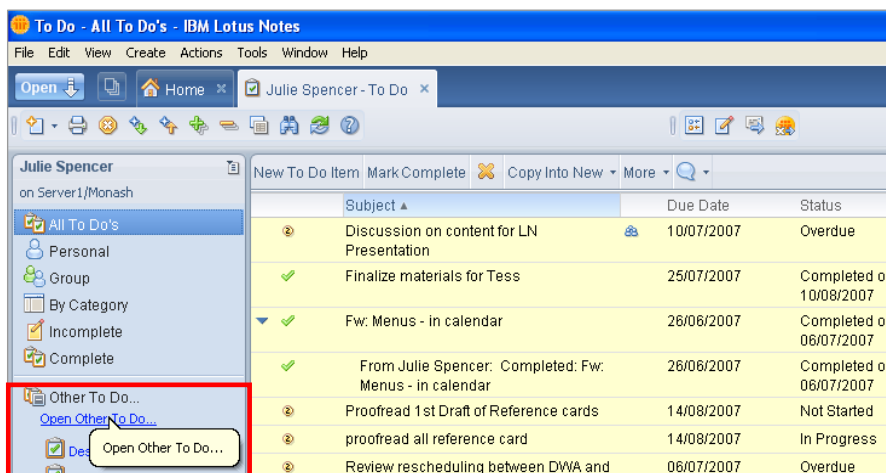 To Do - All To Do's - IBM Lotus Notes
File Edit View Create Actions Tools Window Help
Open Home Julie Spencer - To Do
Julie Spencer
on Server1/Monash
All To Do's
Personal
Group
By Category
Incomplete
Complete
Other To Do...
Open Other To Do...
Open Other To Do...
New To Do Item Mark Complete Copy Into New More
Subject Due Date Status
Discussion on content for LN 10/07/2007 Overdue
Presentation
Finalize materials for Tess 25/07/2007 Completed o
10/08/2007
Fw: Menus - in calendar 26/06/2007 Completed o
06/07/2007
From Julie Spencer: Completed: Fw: 26/06/2007 Completed o
Menus - in calendar 06/07/2007
Proofread 1st Draft of Reference cards 14/08/2007 Not Started
proofread all reference card 14/08/2007 In Progress
Review rescheduling between DWA and 06/07/2007 Overdue